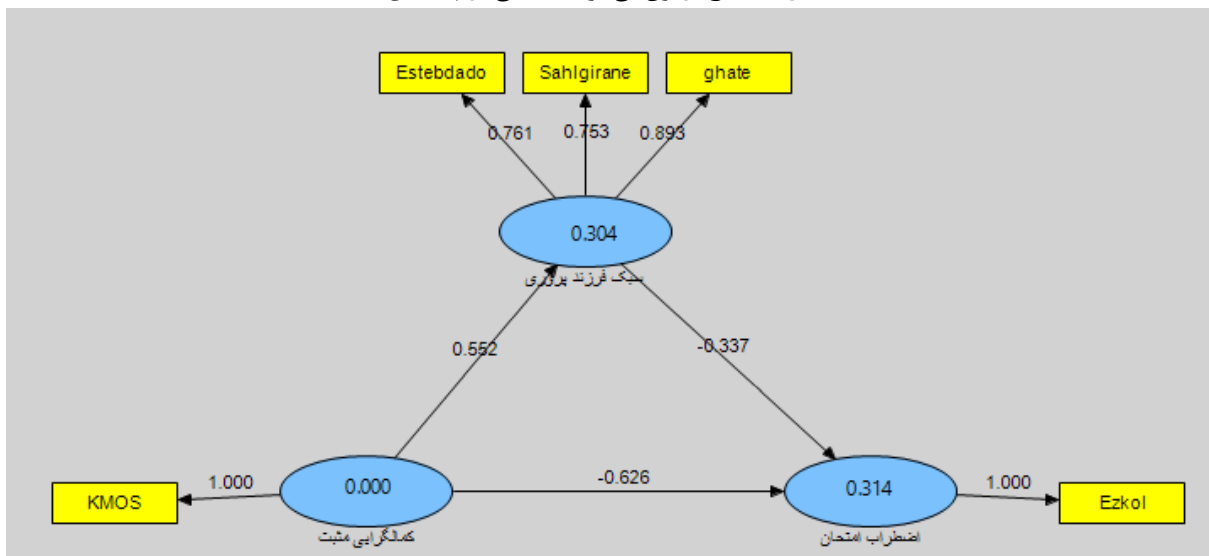 Estebdado Sahlgirane ghate
0.761 0.753 0.893
0.304
سبک فرزند پروری
0.552 -0.337
KMOS 1.000 0.000 -0.626 0.314 1.000 Ezkol
کمالگرایی مثبت اضطراب امتحان